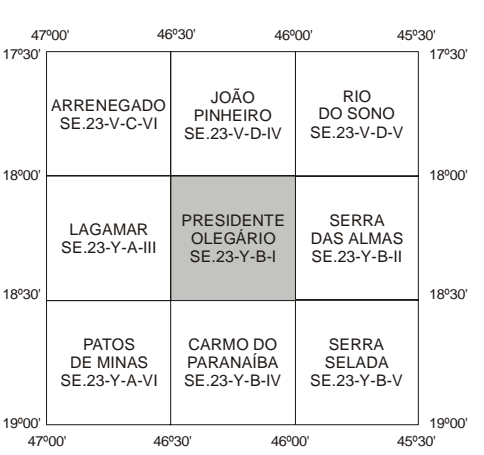 47º00' 46º30' 46º00' 45º30'
17º30' 17º30'
ARRENEGADO
SE.23-V-C-VI
JOÃO
PINHEIRO
SE.23-V-D-IV
RIO
DO SONO
SE.23-V-D-V
18º00' 18º00'
LAGAMAR
SE.23-Y-A-III
PRESIDENTE
OLEGÁRIO
SE.23-Y-B-I
SERRA
DAS ALMAS
SE.23-Y-B-II
18º30' 18º30'
PATOS
DE MINAS
SE.23-Y-A-VI
CARMO DO
PARANAÍBA
SE.23-Y-B-IV
SERRA
SELADA
SE.23-Y-B-V
19º00' 19º00'
47º00' 46º30' 46º00' 45º30'